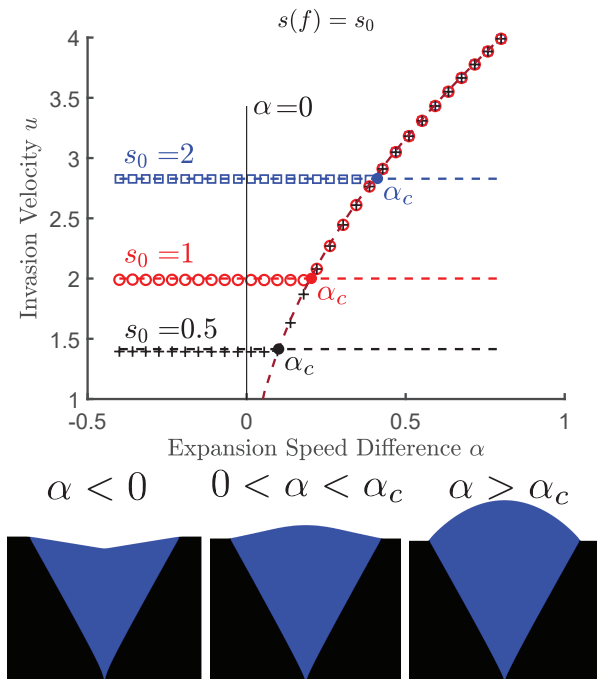 s(f) = s₀
4
3.5
3
2.5
2
1.5
1
Invasion Velocity u
α=0
s₀ =2
α_c
s₀ =1
α_c
s₀ =0.5
α_c
-0.5 0 0.5 1
Expansion Speed Difference α
α < 0 0 < α < α_c α > α_c